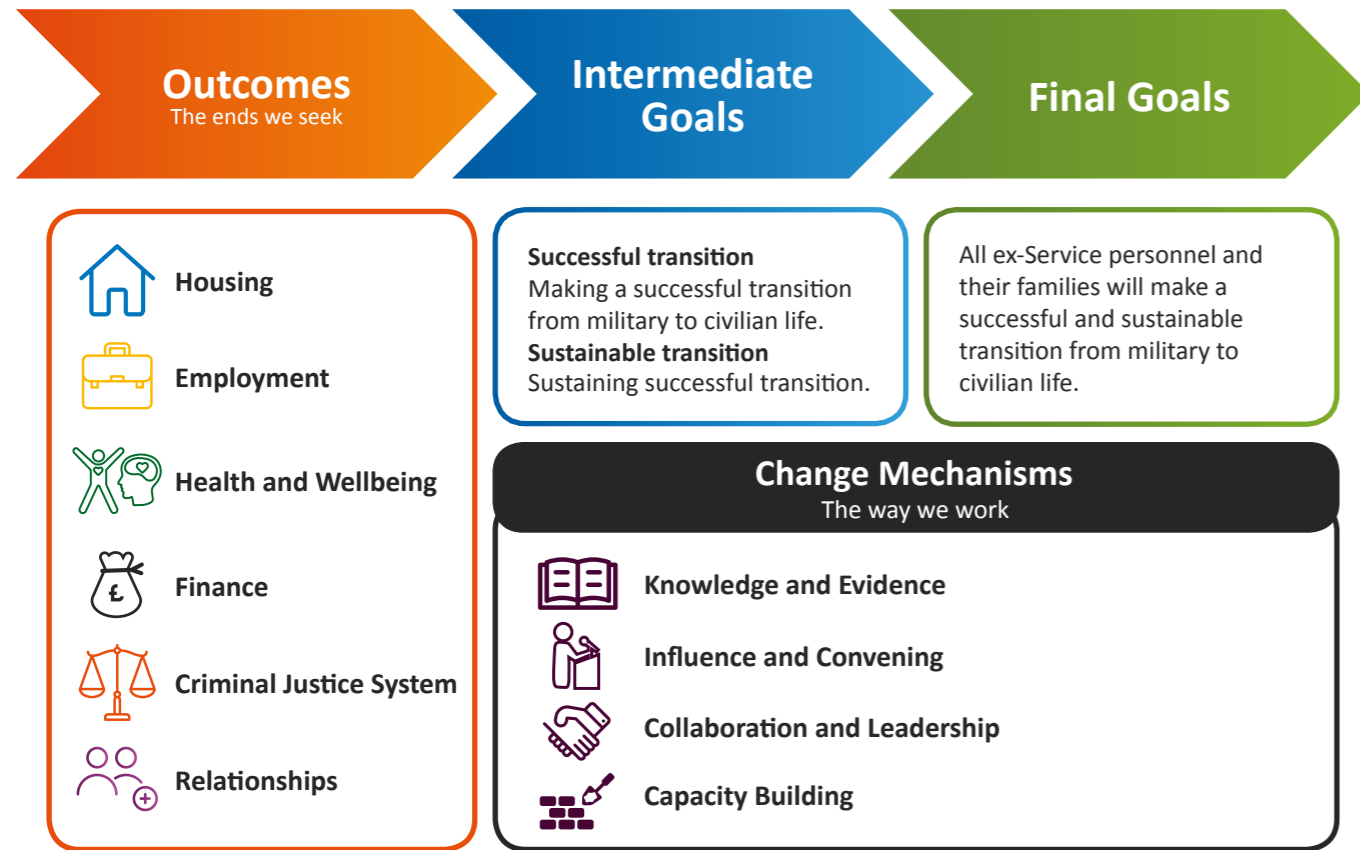 Outcomes
The ends we seek
Intermediate
Goals
Final Goals
Housing
Employment
Health and Wellbeing
£
Finance
Criminal Justice System
Relationships
Successful transition
Making a successful transition
from military to civilian life.
Sustainable transition
Sustaining successful transition.
All ex-Service personnel and
their families will make a
successful and sustainable
transition from military to
civilian life.
Change Mechanisms
The way we work
Knowledge and Evidence
Influence and Convening
Collaboration and Leadership
Capacity Building